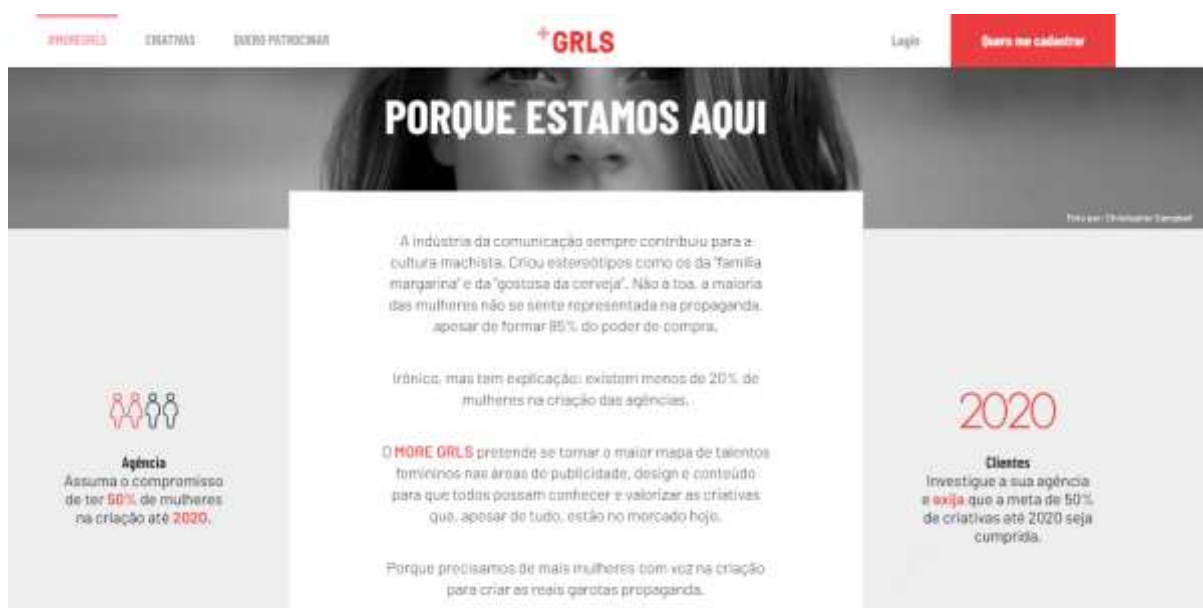 #MOREGRLS
CRIATIVAS
QUERO PATROCINAR
+GRLS
Login
Quero me cadastrar
PORQUE ESTAMOS AQUI
Foto por: Christopher Campbell
A indústria da comunicação sempre contribuiu para a
cultura machista. Criou estereótipos como os da "família
margarina" e da "gostosa da cerveja". Não à toa, a maioria
das mulheres não se sente representada na propaganda,
apesar de formar 85% do poder de compra.
Irônico, mas tem explicação: existem menos de 20% de
mulheres na criação das agências.
O MORE GRLS pretende se tornar o maior mapa de talentos
femininos nas áreas de publicidade, design e conteúdo
para que todos possam conhecer e valorizar as criativas
que, apesar de tudo, estão no mercado hoje.
Porque precisamos de mais mulheres com voz na criação
para criar as reais garotas propaganda.
Agência
Assuma o compromisso
de ter 50% de mulheres
na criação até 2020.
2020
Clientes
Investigue a sua agência
e exija que a meta de 50%
de criativas até 2020 seja
cumprida.